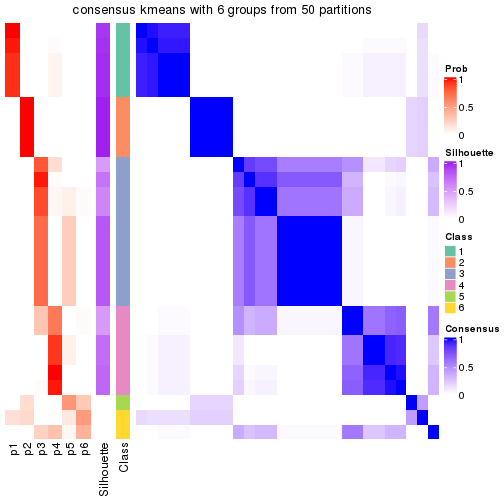 consensus kmeans with 6 groups from 50 partitions
Prob
1
0.5
0
Silhouette
1
0.5
0
Class
1
2
3
4
5
6
Consensus
1
0.5
0
p1
p2
p3
p4
p5
p6
Silhouette
Class